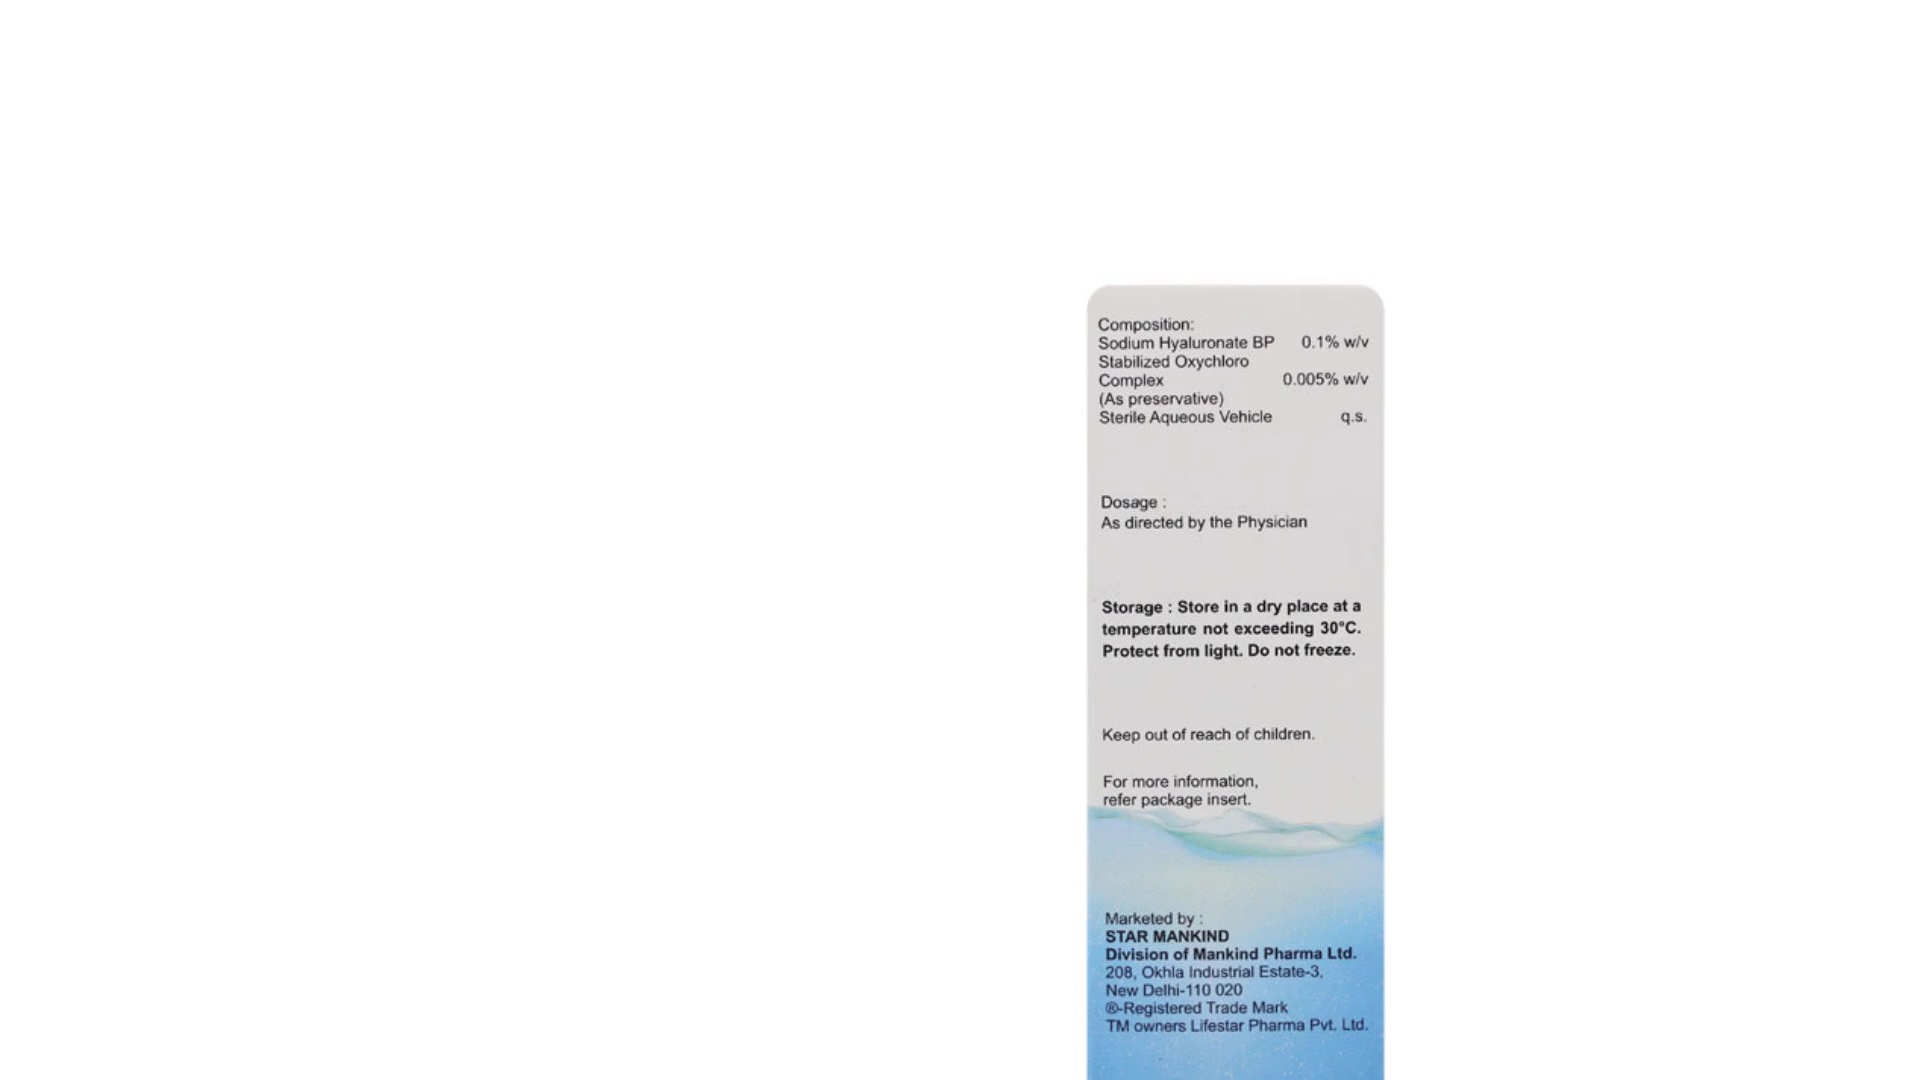 Composition:
Sodium Hyaluronate BP 0.1% w/v
Stabilized Oxychloro
Complex 0.005% w/v
(As preservative)
Sterile Aqueous Vehicle q.s.
Dosage :
As directed by the Physician
Storage : Store in a dry place at a
temperature not exceeding 30°C.
Protect from light. Do not freeze.
Keep out of reach of children.
For more information,
refer package insert.
Marketed by :
STAR MANKIND
Division of Mankind Pharma Ltd.
208, Okhla Industrial Estate-3,
New Delhi-110 020
®-Registered Trade Mark
TM owners Lifestar Pharma Pvt. Ltd.